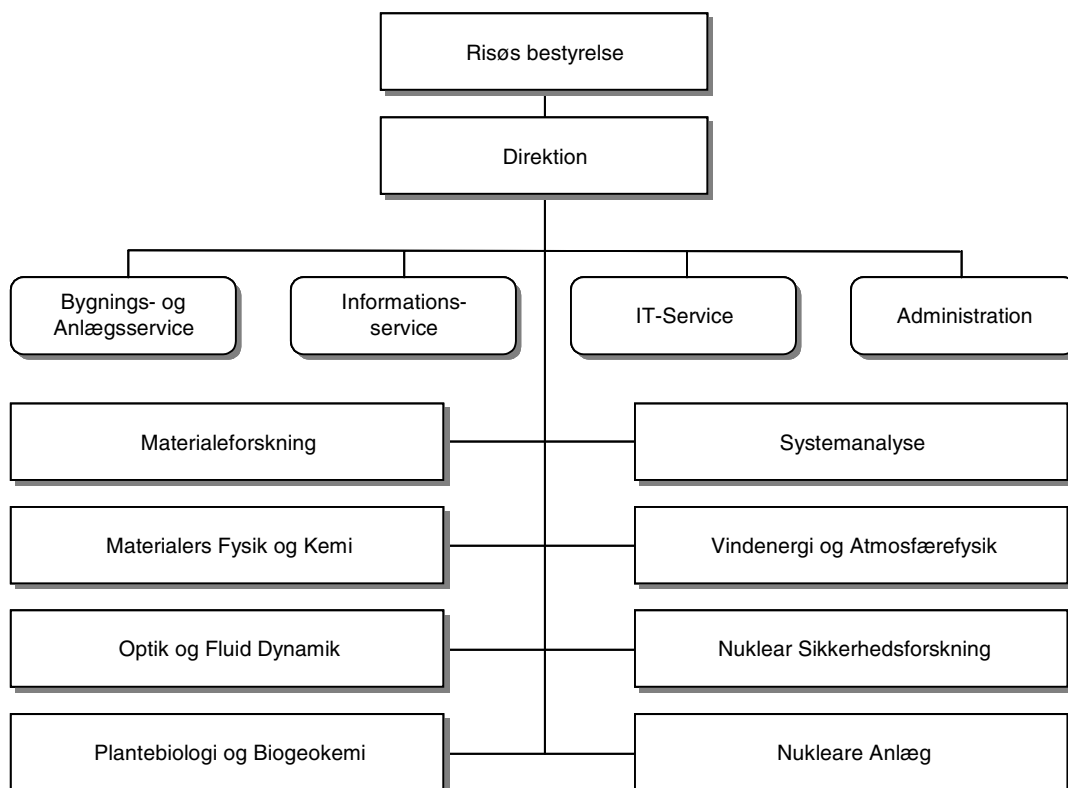 Risøs bestyrelse
Direktion
Bygnings- og
Anlægsservice
Informations-
service
IT-Service
Administration
Materialeforskning
Systemanalyse
Materialers Fysik og Kemi
Vindenergi og Atmosfærefysik
Optik og Fluid Dynamik
Nuklear Sikkerhedsforskning
Plantebiologi og Biogeokemi
Nukleare Anlæg